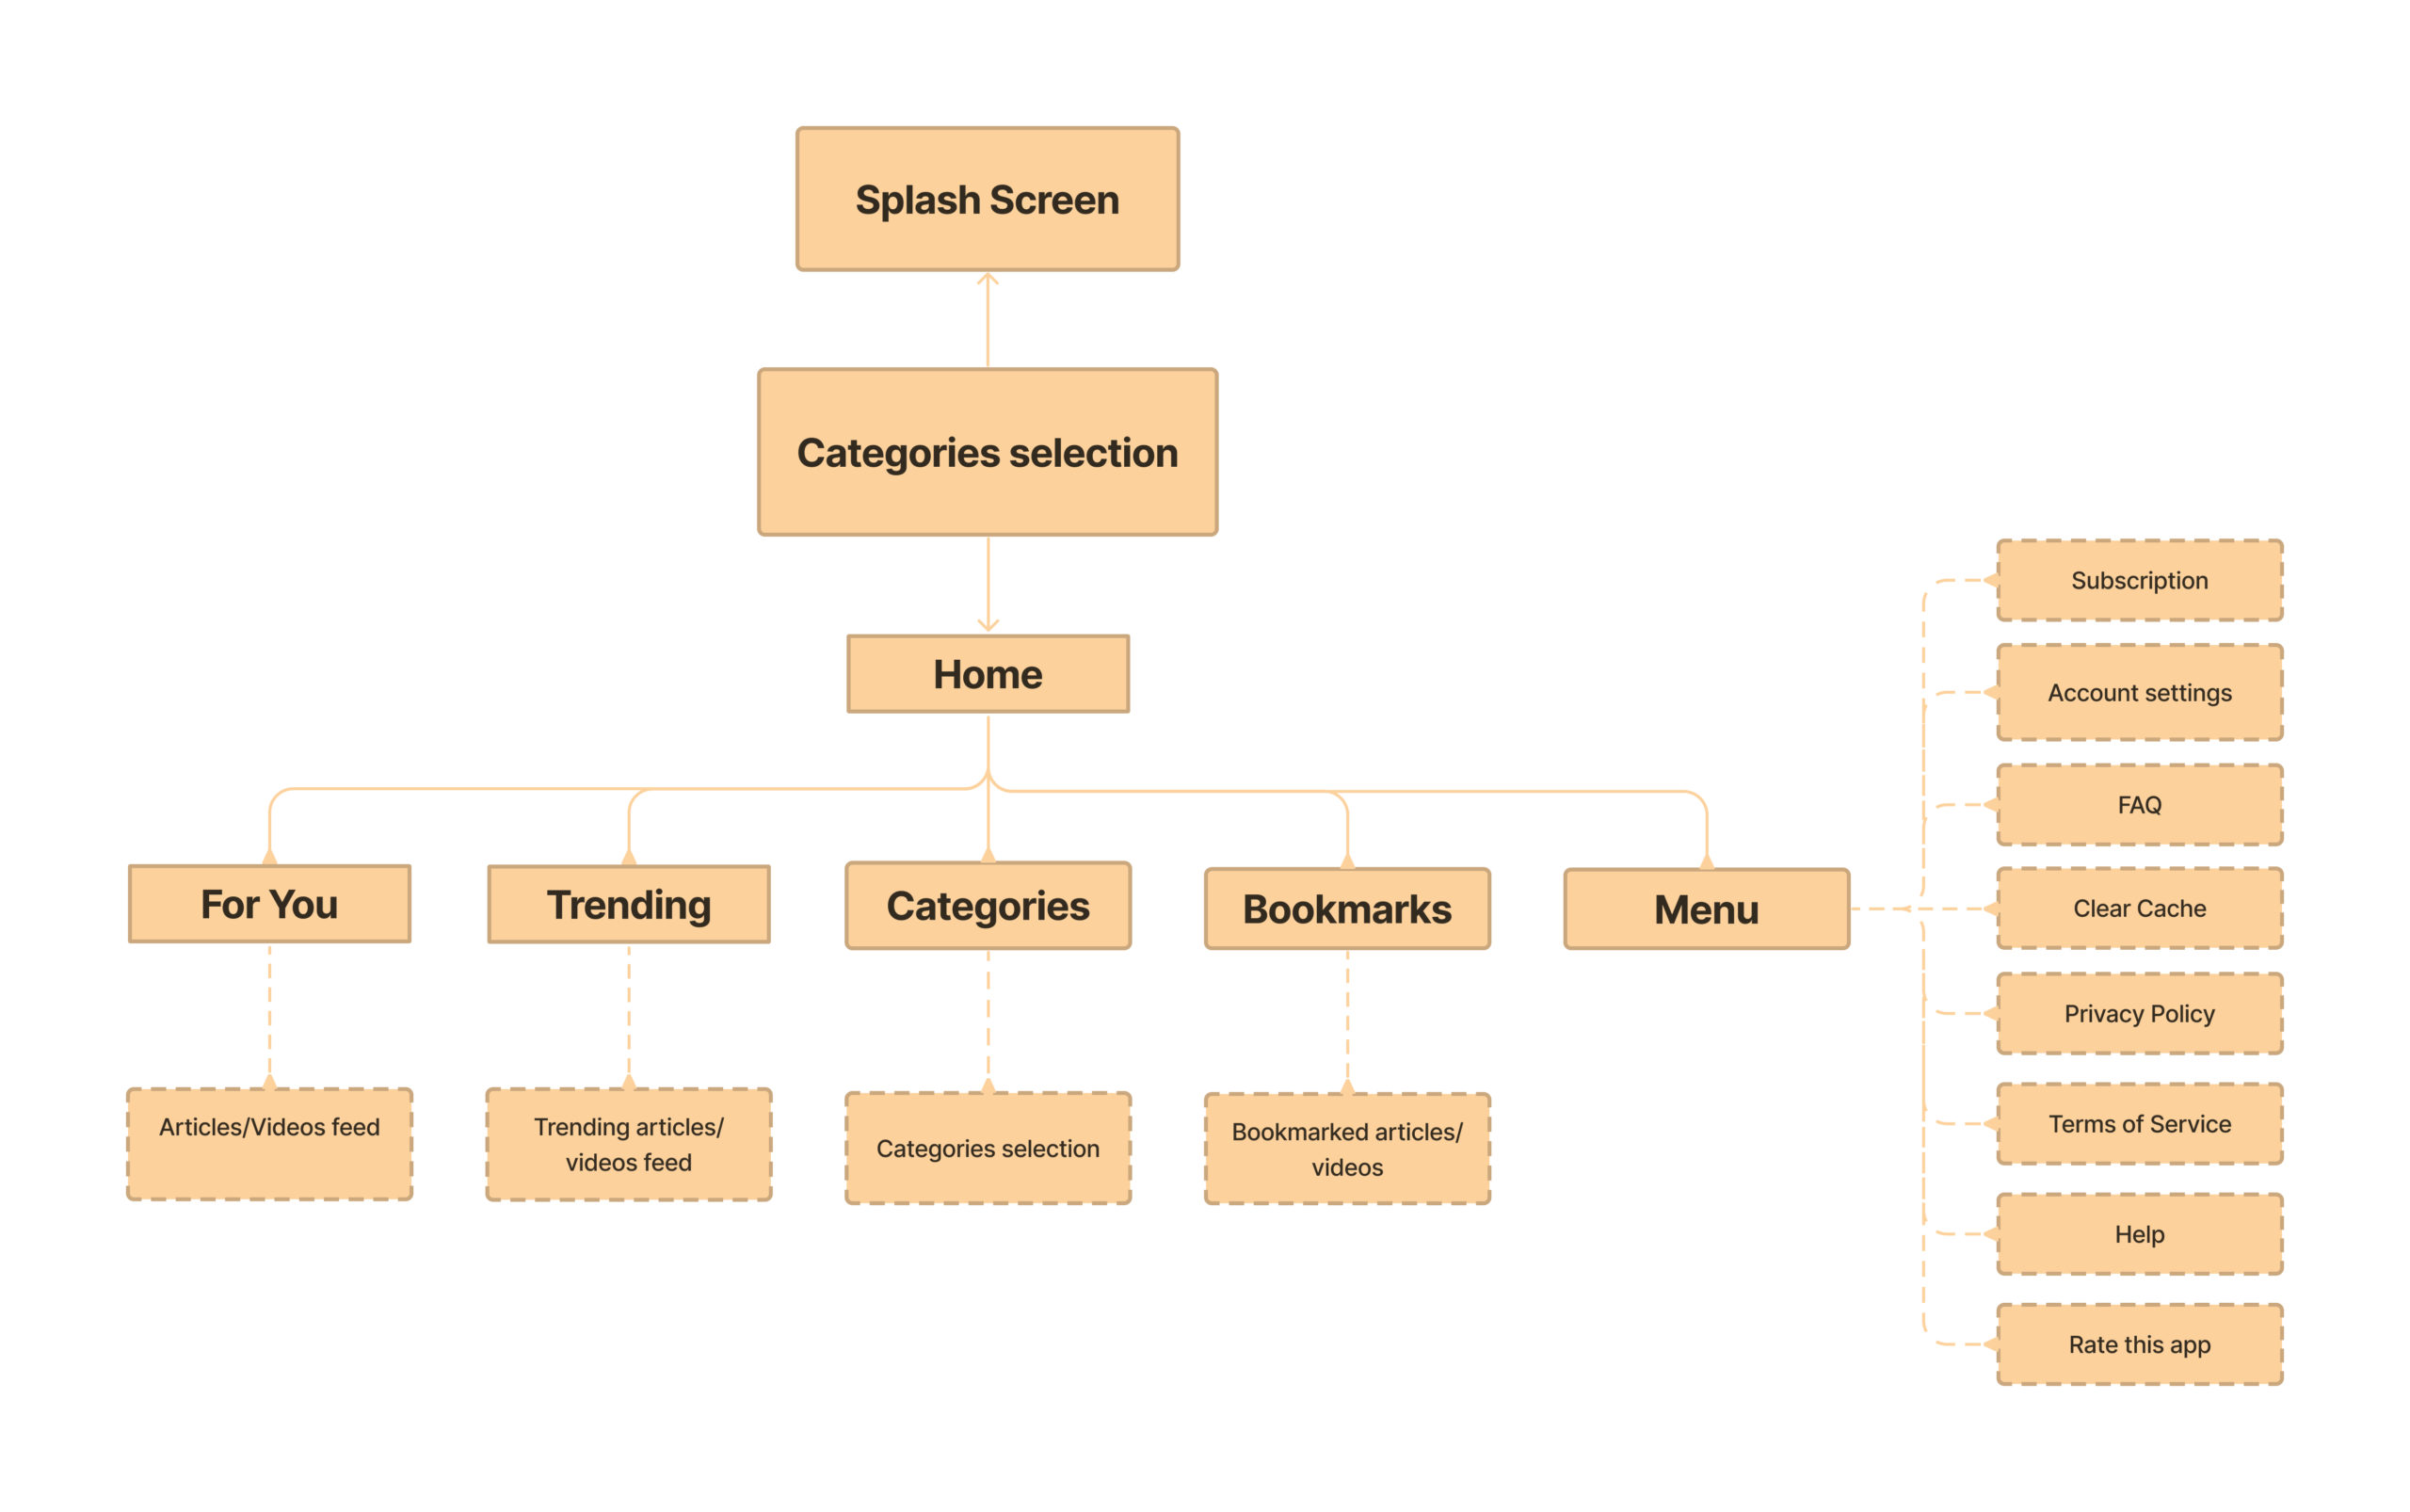 Splash Screen
Categories selection
Home
For You
Trending
Categories
Bookmarks
Menu
Articles/Videos feed
Trending articles/
videos feed
Categories selection
Bookmarked articles/
videos
Subscription
Account settings
FAQ
Clear Cache
Privacy Policy
Terms of Service
Help
Rate this app